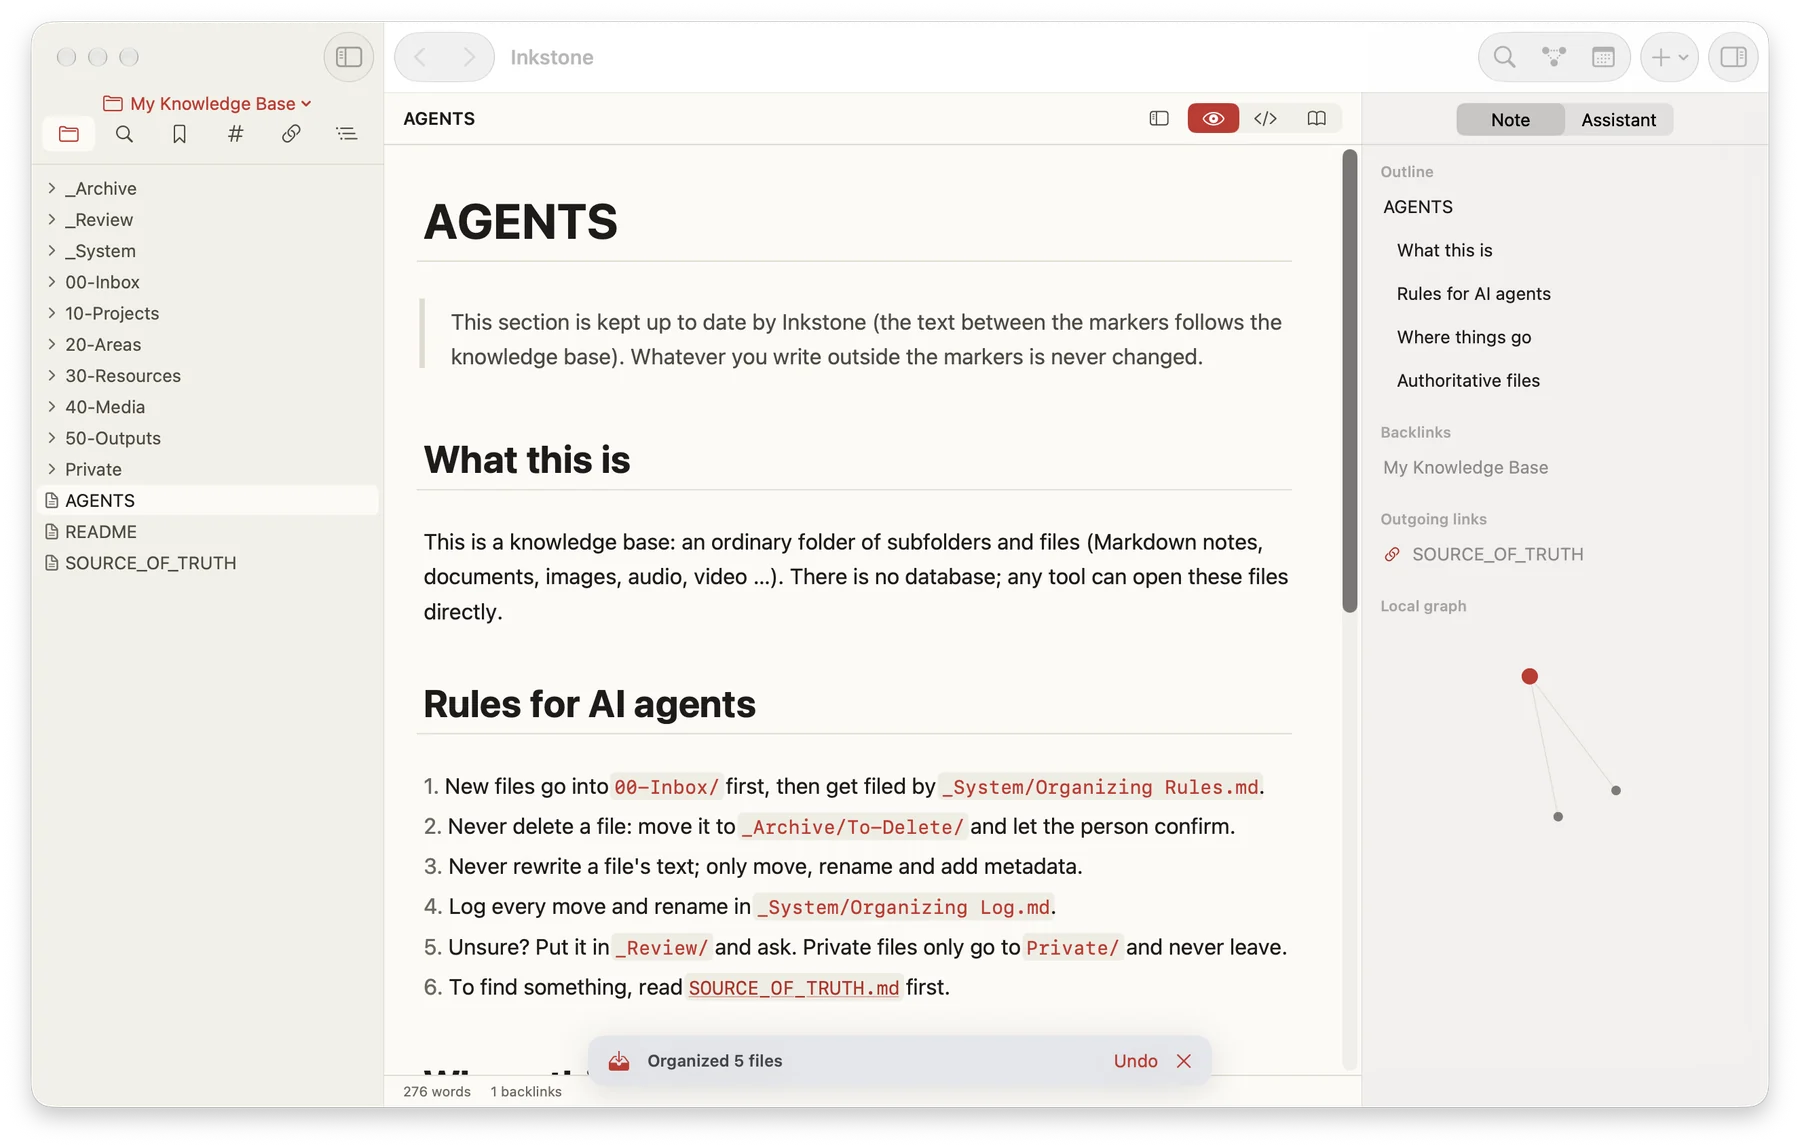 Inkstone
My Knowledge Base
_Archive
_Review
_System
00-Inbox
10-Projects
20-Areas
30-Resources
40-Media
50-Outputs
Private
AGENTS
README
SOURCE_OF_TRUTH
AGENTS
AGENTS
This section is kept up to date by Inkstone (the text between the markers follows the
knowledge base). Whatever you write outside the markers is never changed.
What this is
This is a knowledge base: an ordinary folder of subfolders and files (Markdown notes,
documents, images, audio, video ...). There is no database; any tool can open these files
directly.
Rules for AI agents
1. New files go into 00-Inbox/ first, then get filed by _System/Organizing Rules.md.
2. Never delete a file: move it to _Archive/To-Delete/ and let the person confirm.
3. Never rewrite a file's text; only move, rename and add metadata.
4. Log every move and rename in _System/Organizing Log.md.
5. Unsure? Put it in _Review/ and ask. Private files only go to Private/ and never leave.
6. To find something, read SOURCE_OF_TRUTH.md first.
Organized 5 files
Undo
276 words
1 backlinks
Note
Assistant
Outline
AGENTS
What this is
Rules for AI agents
Where things go
Authoritative files
Backlinks
My Knowledge Base
Outgoing links
SOURCE_OF_TRUTH
Local graph